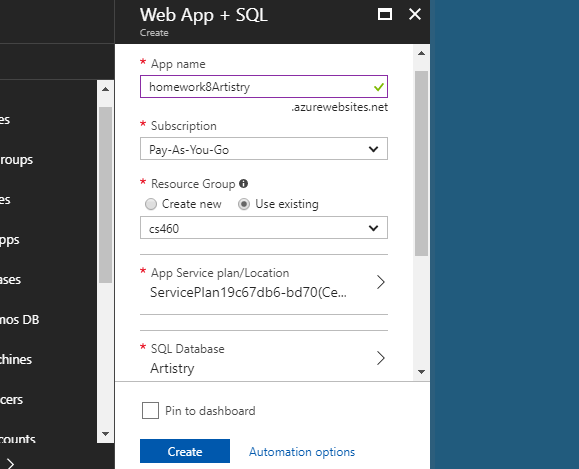 Web App + SQL
Create
* App name
homework8Artistry
.azurewebsites.net
* Subscription
Pay-As-You-Go
* Resource Group
Create new
Use existing
cs460
* App Service plan/Location
ServicePlan19c67db6-bd70(Ce...
* SQL Database
Artistry
Pin to dashboard
Create
Automation options
es
roups
es
pps
ases
mos DB
chines
cers
counts